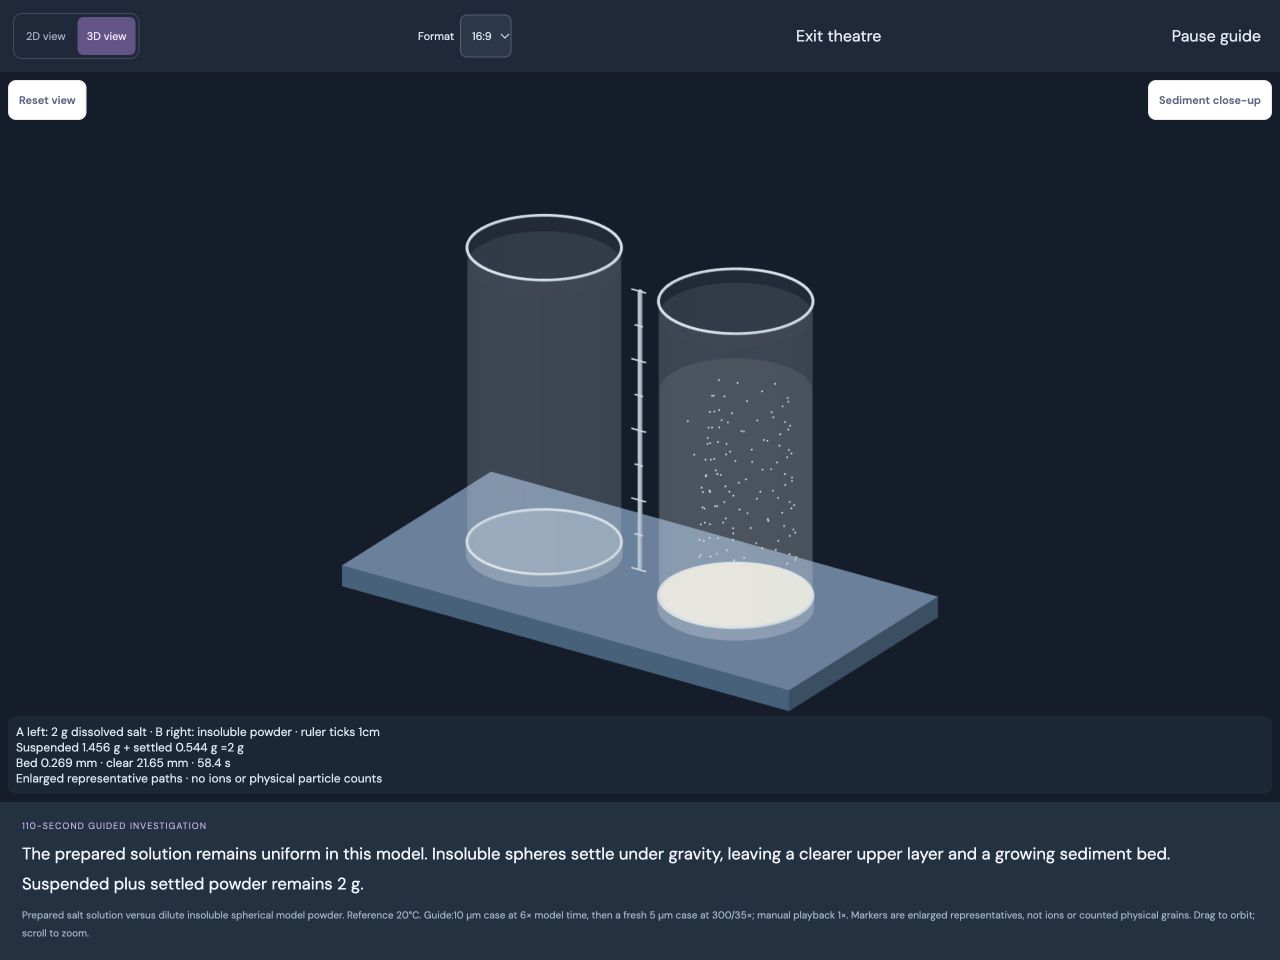 2D view
3D view
Format
16:9
Exit theatre
Pause guide
Reset view
Sediment close-up
A left: 2 g dissolved salt · B right: insoluble powder · ruler ticks 1cm
Suspended 1.456 g + settled 0.544 g =2 g
Bed 0.269 mm · clear 21.65 mm · 58.4 s
Enlarged representative paths · no ions or physical particle counts
110-SECOND GUIDED INVESTIGATION
The prepared solution remains uniform in this model. Insoluble spheres settle under gravity, leaving a clearer upper layer and a growing sediment bed.
Suspended plus settled powder remains 2 g.
Prepared salt solution versus dilute insoluble spherical model powder. Reference 20°C. Guide:10 μm case at 6× model time, then a fresh 5 μm case at 300/35×; manual playback 1×. Markers are enlarged representatives, not ions or counted physical grains. Drag to orbit;
scroll to zoom.